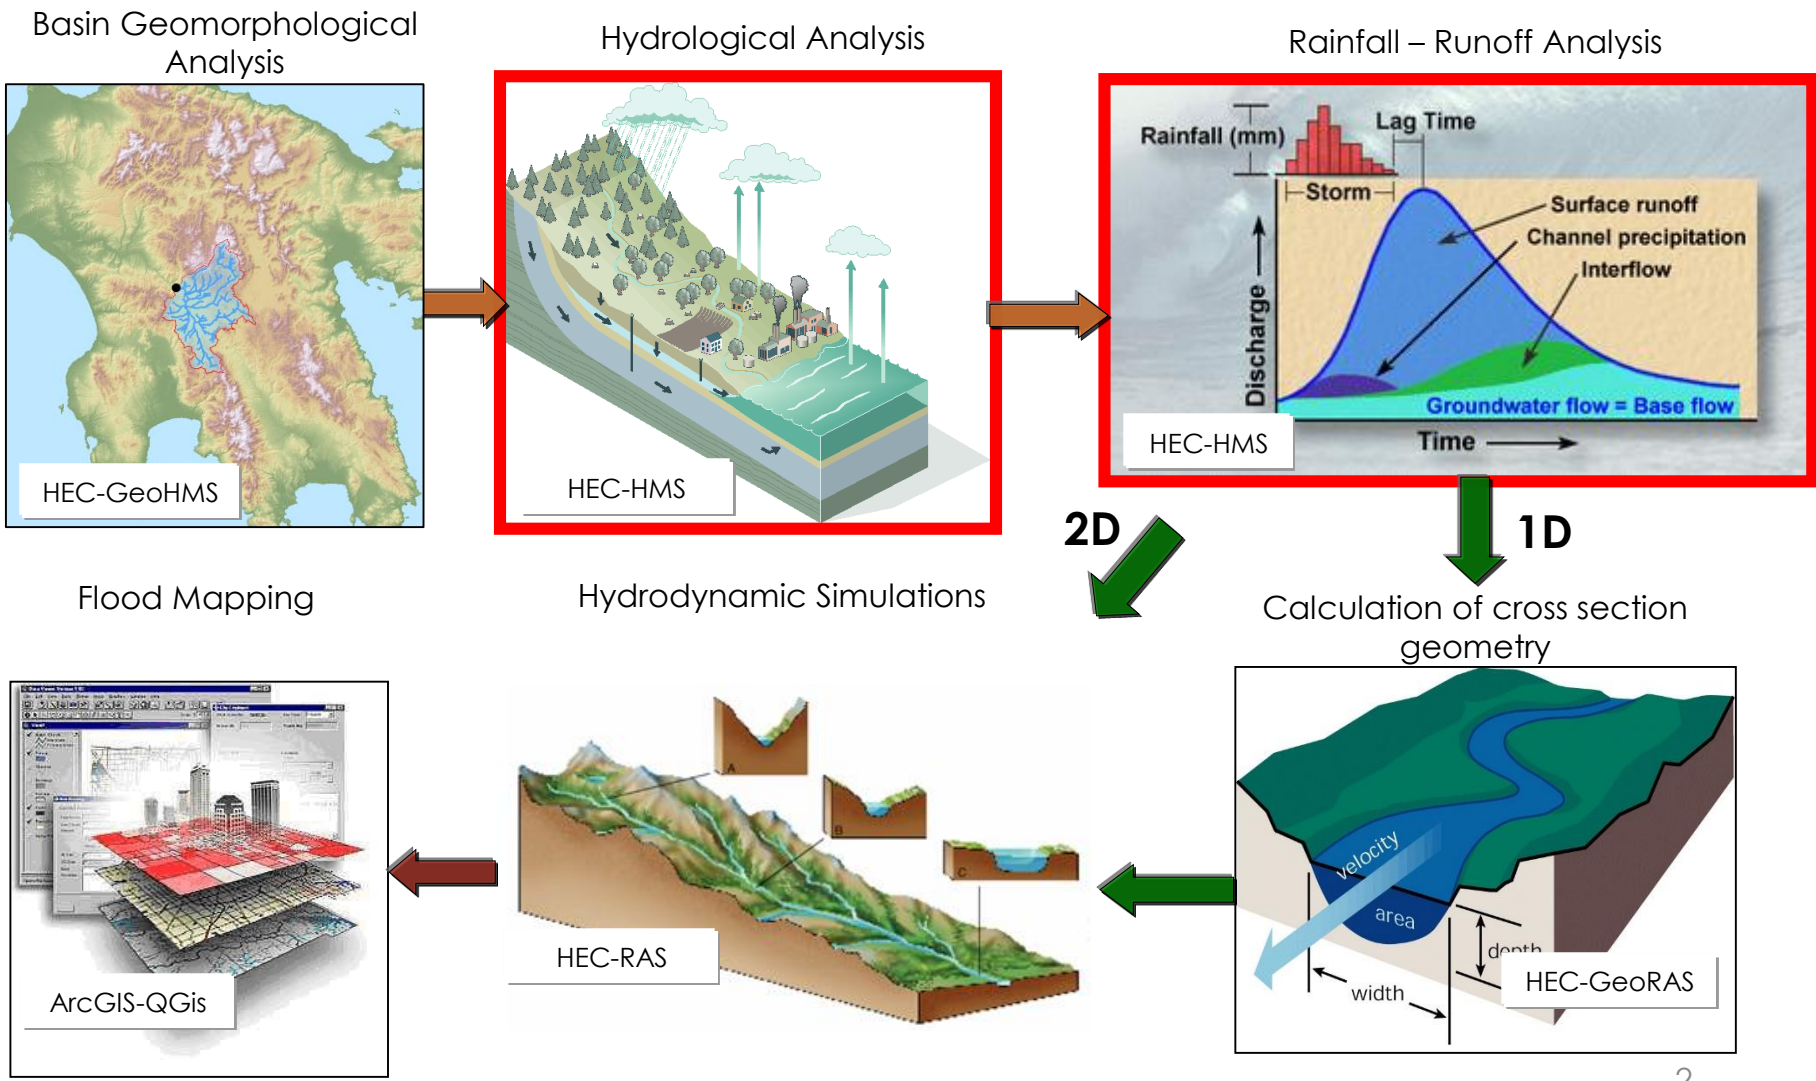 Basin Geomorphological
Analysis
Hydrological Analysis
Rainfall – Runoff Analysis
HEC-GeoHMS
HEC-HMS
Rainfall (mm)
Lag Time
Storm
Surface runoff
Channel precipitation
Interflow
Discharge
Groundwater flow = Base flow
Time
HEC-HMS
2D
1D
Flood Mapping
Hydrodynamic Simulations
Calculation of cross section
geometry
ArcGIS-QGis
A
B
C
HEC-RAS
velocity
area
depth
width
HEC-GeoRAS
2